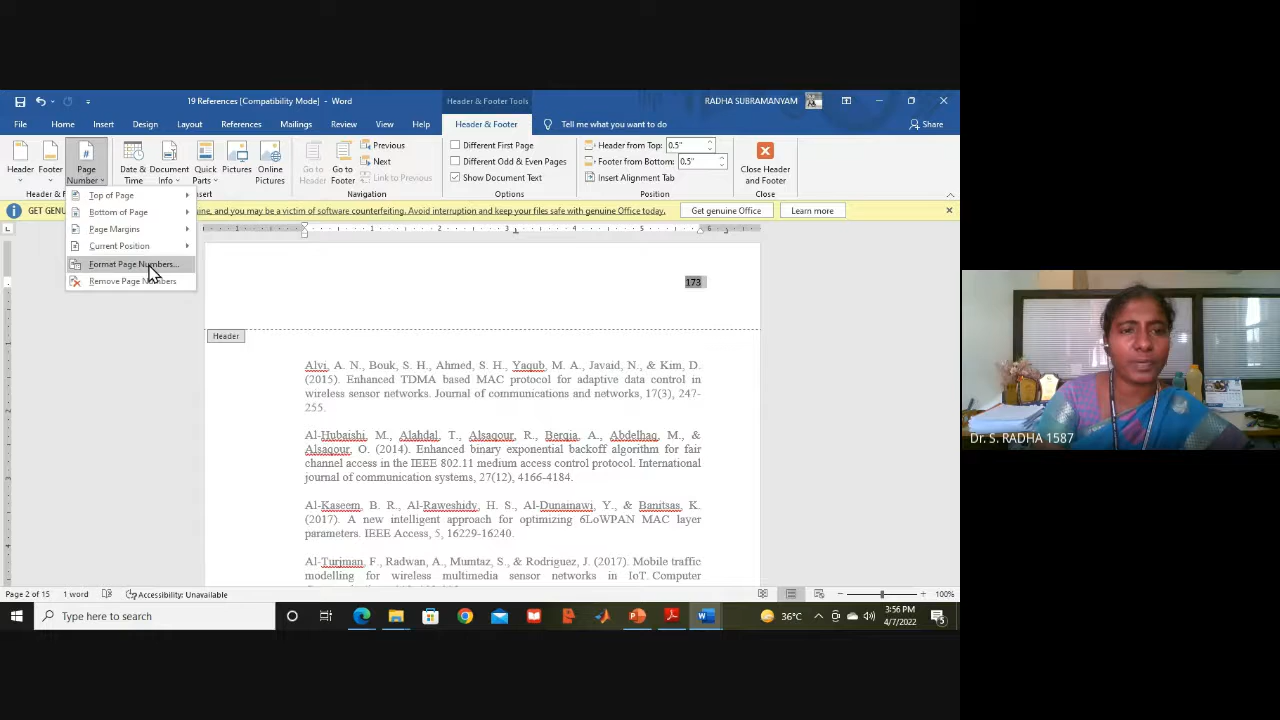 19 References [Compatibility Mode] - Word
Header & Footer Tools
RADHA SUBRAMANYAM
File Home Insert Design Layout References Mailings Review View Help Header & Footer Tell me what you want to do Share
Header Footer Page Number
Date & Time Document Info Quick Parts Pictures Online Pictures
Go to Header Go to Footer
Previous
Next
Link to Previous
Different First Page
Different Odd & Even Pages
Show Document Text
Header from Top: 0.5"
Footer from Bottom: 0.5"
Insert Alignment Tab
Close Header and Footer
Header & F
nsert
Navigation
Options
Position
Close
Top of Page
Bottom of Page
Page Margins
Current Position
Format Page Numbers...
Remove Page Numbers
GET GENU
ne, and you may be a victim of software counterfeiting. Avoid interruption and keep your files safe with genuine Office today.
Get genuine Office
Learn more
173
Header
Alvi, A. N., Bouk, S. H., Ahmed, S. H., Yaqub, M. A., Javaid, N., & Kim, D.
(2015). Enhanced TDMA based MAC protocol for adaptive data control in
wireless sensor networks. Journal of communications and networks, 17(3), 247-
255.
Al-Hubaishi, M., Alahdal, T., Alsaqour, R., Berqia, A., Abdelhaq, M., &
Alsaqour, O. (2014). Enhanced binary exponential backoff algorithm for fair
channel access in the IEEE 802.11 medium access control protocol. International
journal of communication systems, 27(12), 4166-4184.
Al-Kaseem, B. R., Al-Raweshidy, H. S., Al-Dunainawi, Y., & Banitsas, K.
(2017). A new intelligent approach for optimizing 6LoWPAN MAC layer
parameters. IEEE Access, 5, 16229-16240.
Al-Turjman, F., Radwan, A., Mumtaz, S., & Rodriguez, J. (2017). Mobile traffic
modelling for wireless multimedia sensor networks in IoT. Computer
Dr. S. RADHA 1587
Page 2 of 15 1 word Accessibility: Unavailable 100%
Type here to search
36°C
3:56 PM
4/7/2022
5